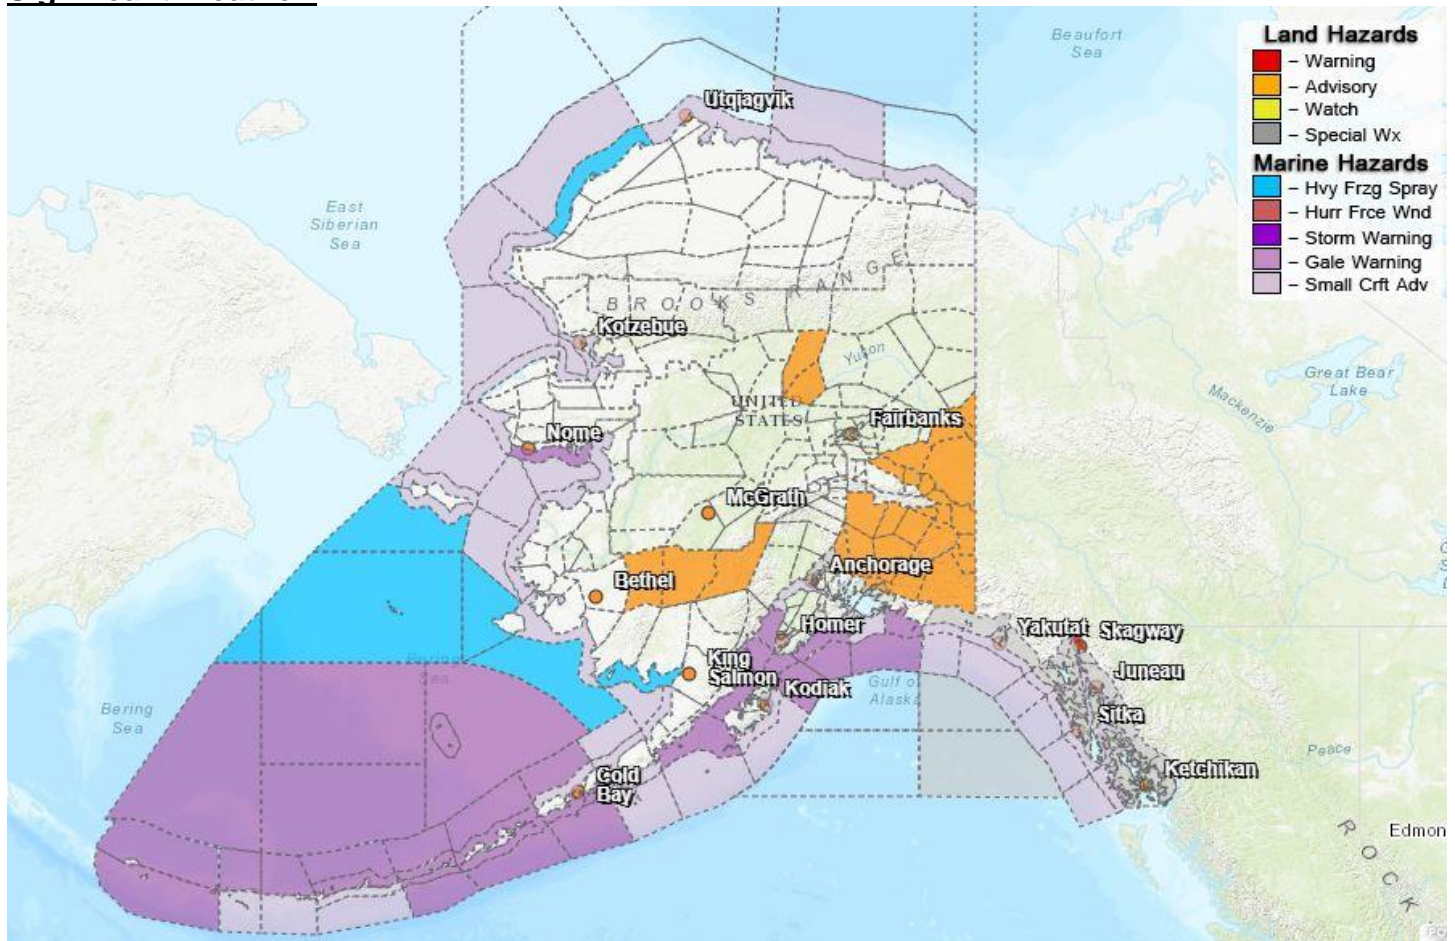 Land Hazards
– Warning
– Advisory
– Watch
– Special Wx
Marine Hazards
– Hvy Frzg Spray
– Hurr Frce Wnd
– Storm Warning
– Gale Warning
– Small Crft Adv
Beaufort
Sea
Utqiagvik
East
Siberian
Sea
BROOKS RANGE
Kotzebue
Yukon
Great Bear
Lake
Mackenzie
UNITED
STATES
Fairbanks
Nome
McGrath
Anchorage
Bethel
Homer
Yakutat
Skagway
King
Salmon
Juneau
Kodiak
Gulf o
Alaska
Sitka
Bering
Sea
Sea
Peace
Ketchikan
Cold
Bay
Edmon
ROCK